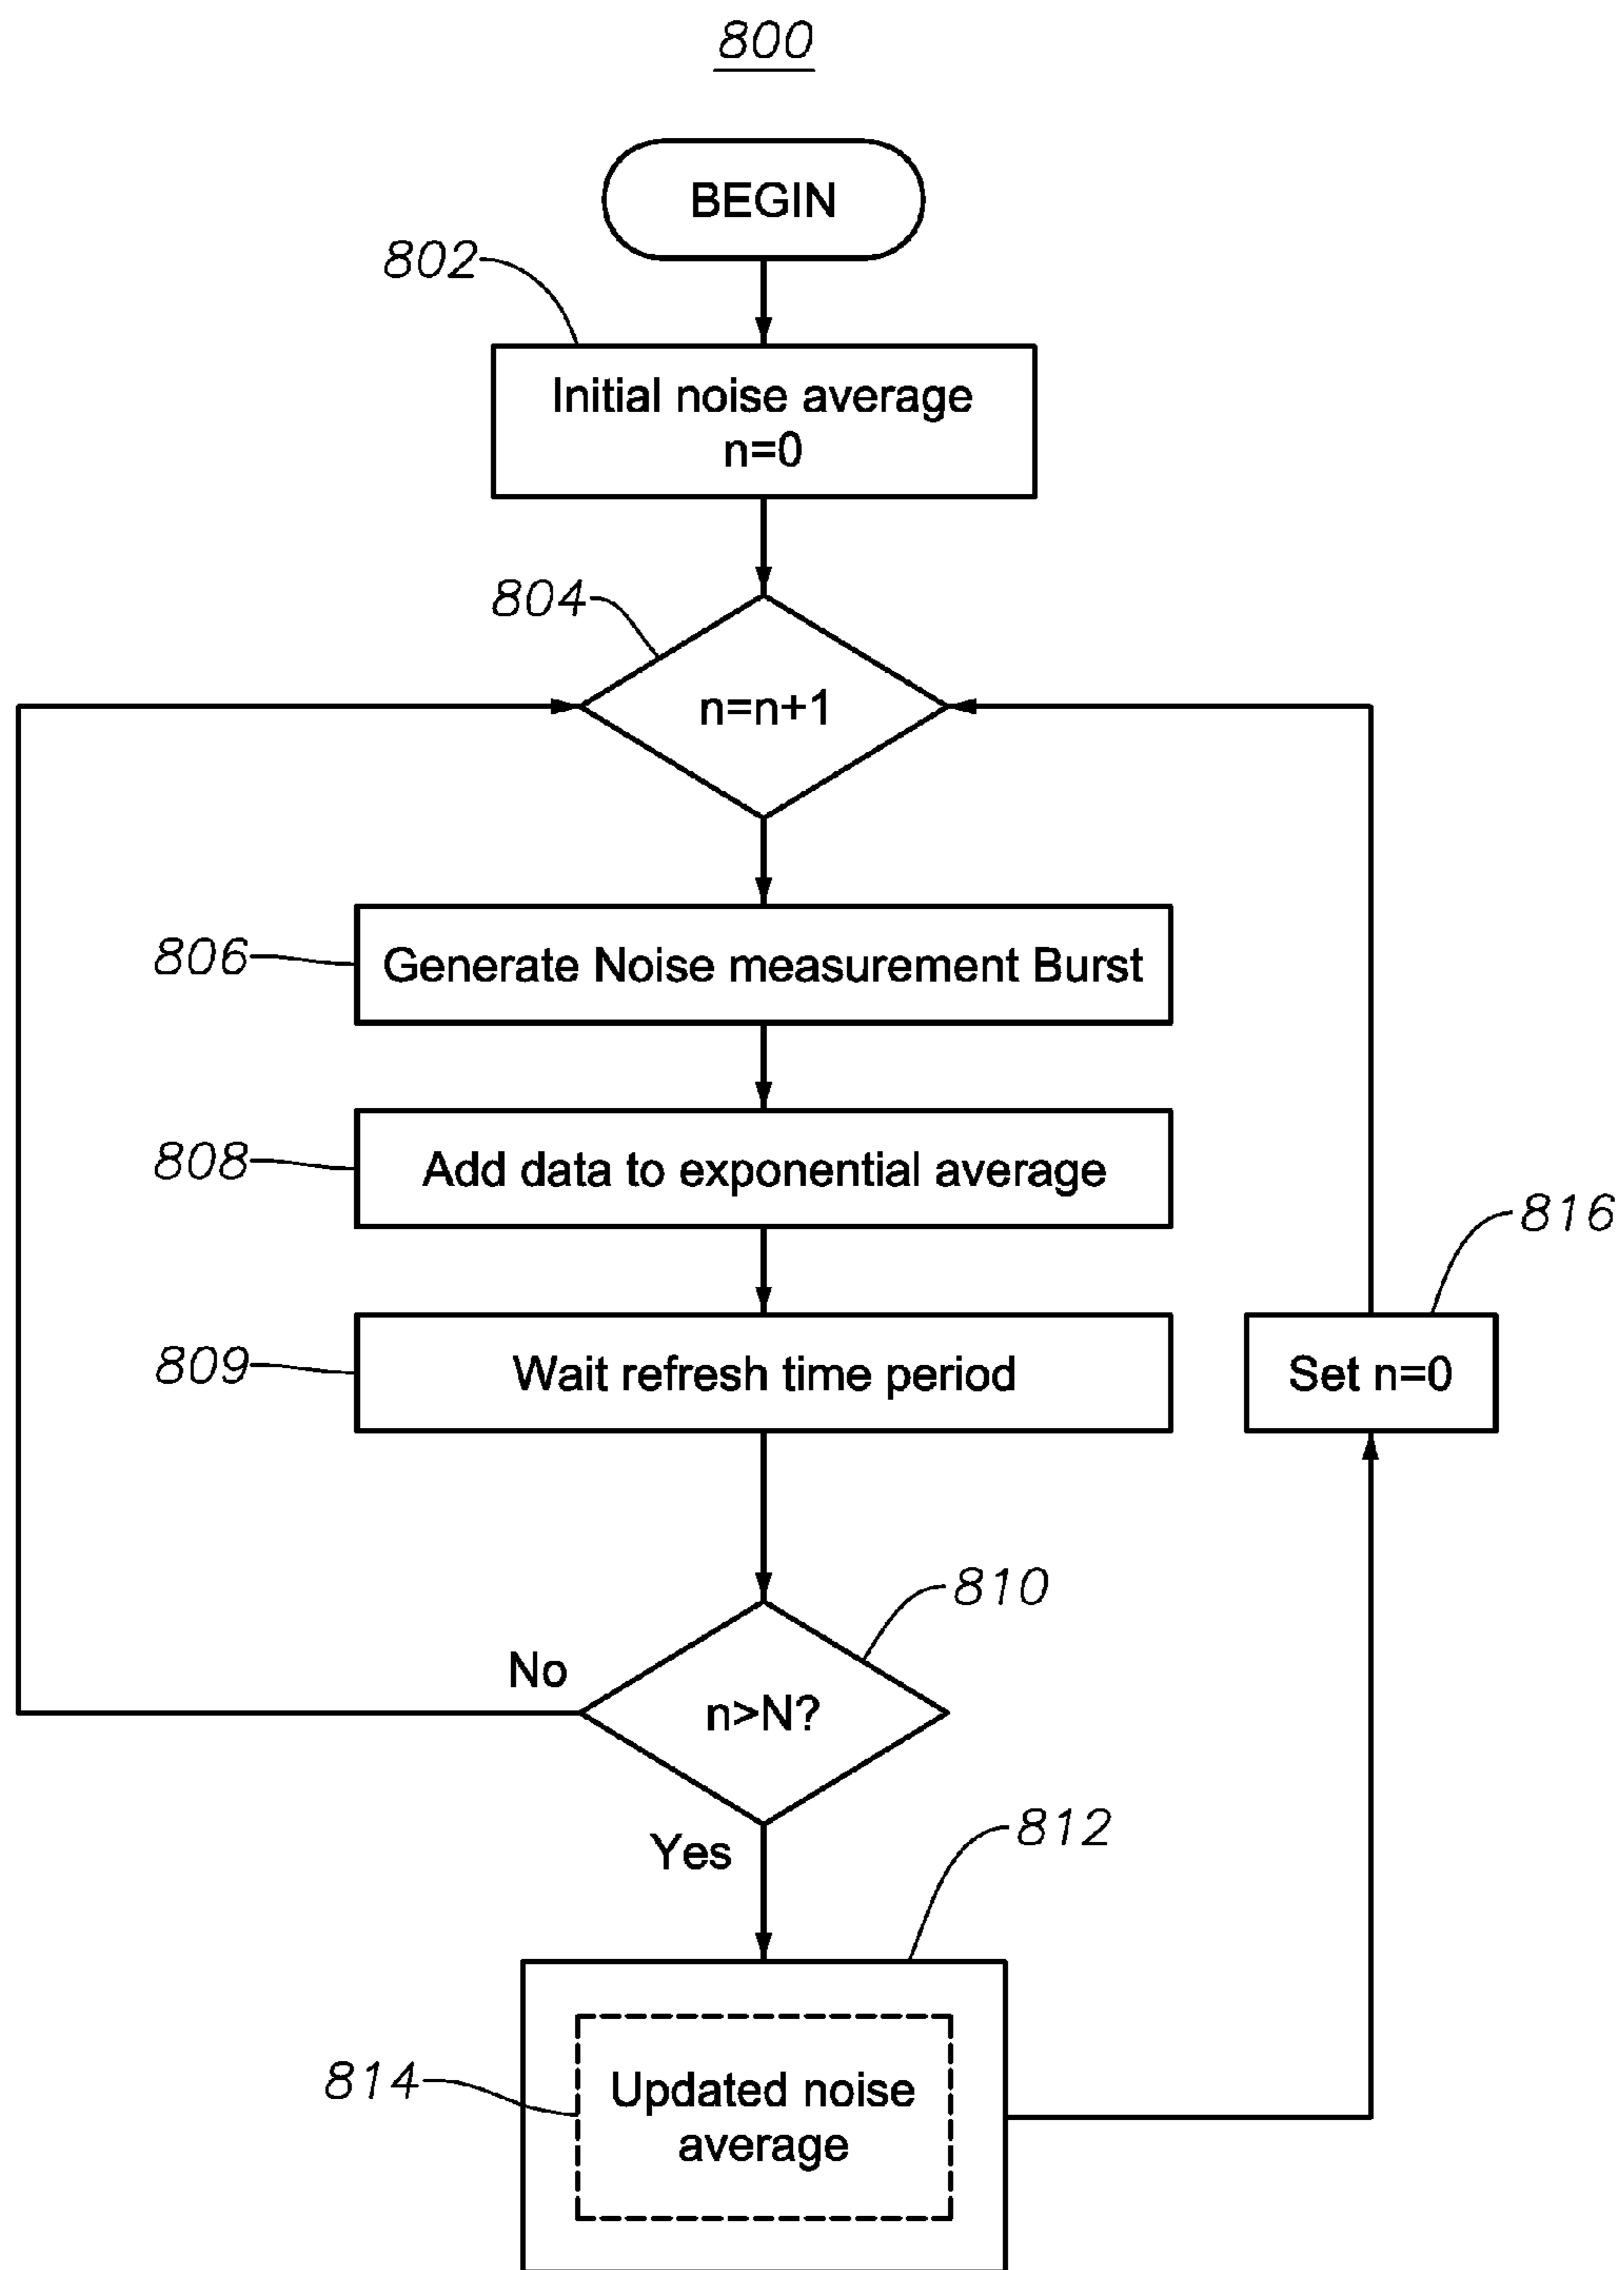 800
BEGIN
802
Initial noise average
n=0
804
n=n+1
806
Generate Noise measurement Burst
808
Add data to exponential average
816
809
Wait refresh time period
Set n=0
810
No
n>N?
812
Yes
814
Updated noise
average